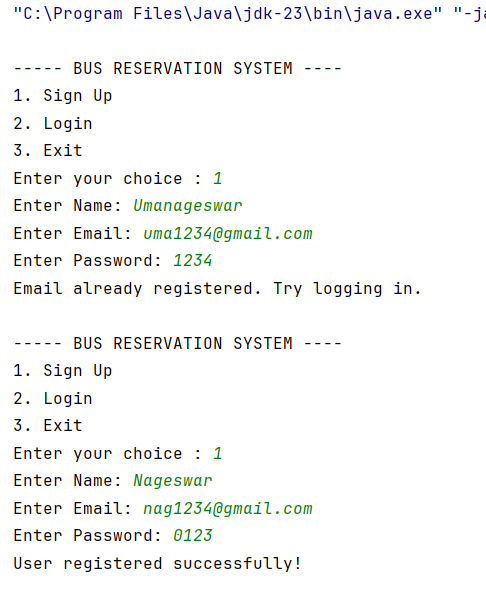 "C:\Program Files\Java\jdk-23\bin\java.exe" "-ja
----- BUS RESERVATION SYSTEM ----
1. Sign Up
2. Login
3. Exit
Enter your choice : 1
Enter Name: Umanageswar
Enter Email: uma1234@gmail.com
Enter Password: 1234
Email already registered. Try logging in.
----- BUS RESERVATION SYSTEM ----
1. Sign Up
2. Login
3. Exit
Enter your choice : 1
Enter Name: Nageswar
Enter Email: nag1234@gmail.com
Enter Password: 0123
User registered successfully!